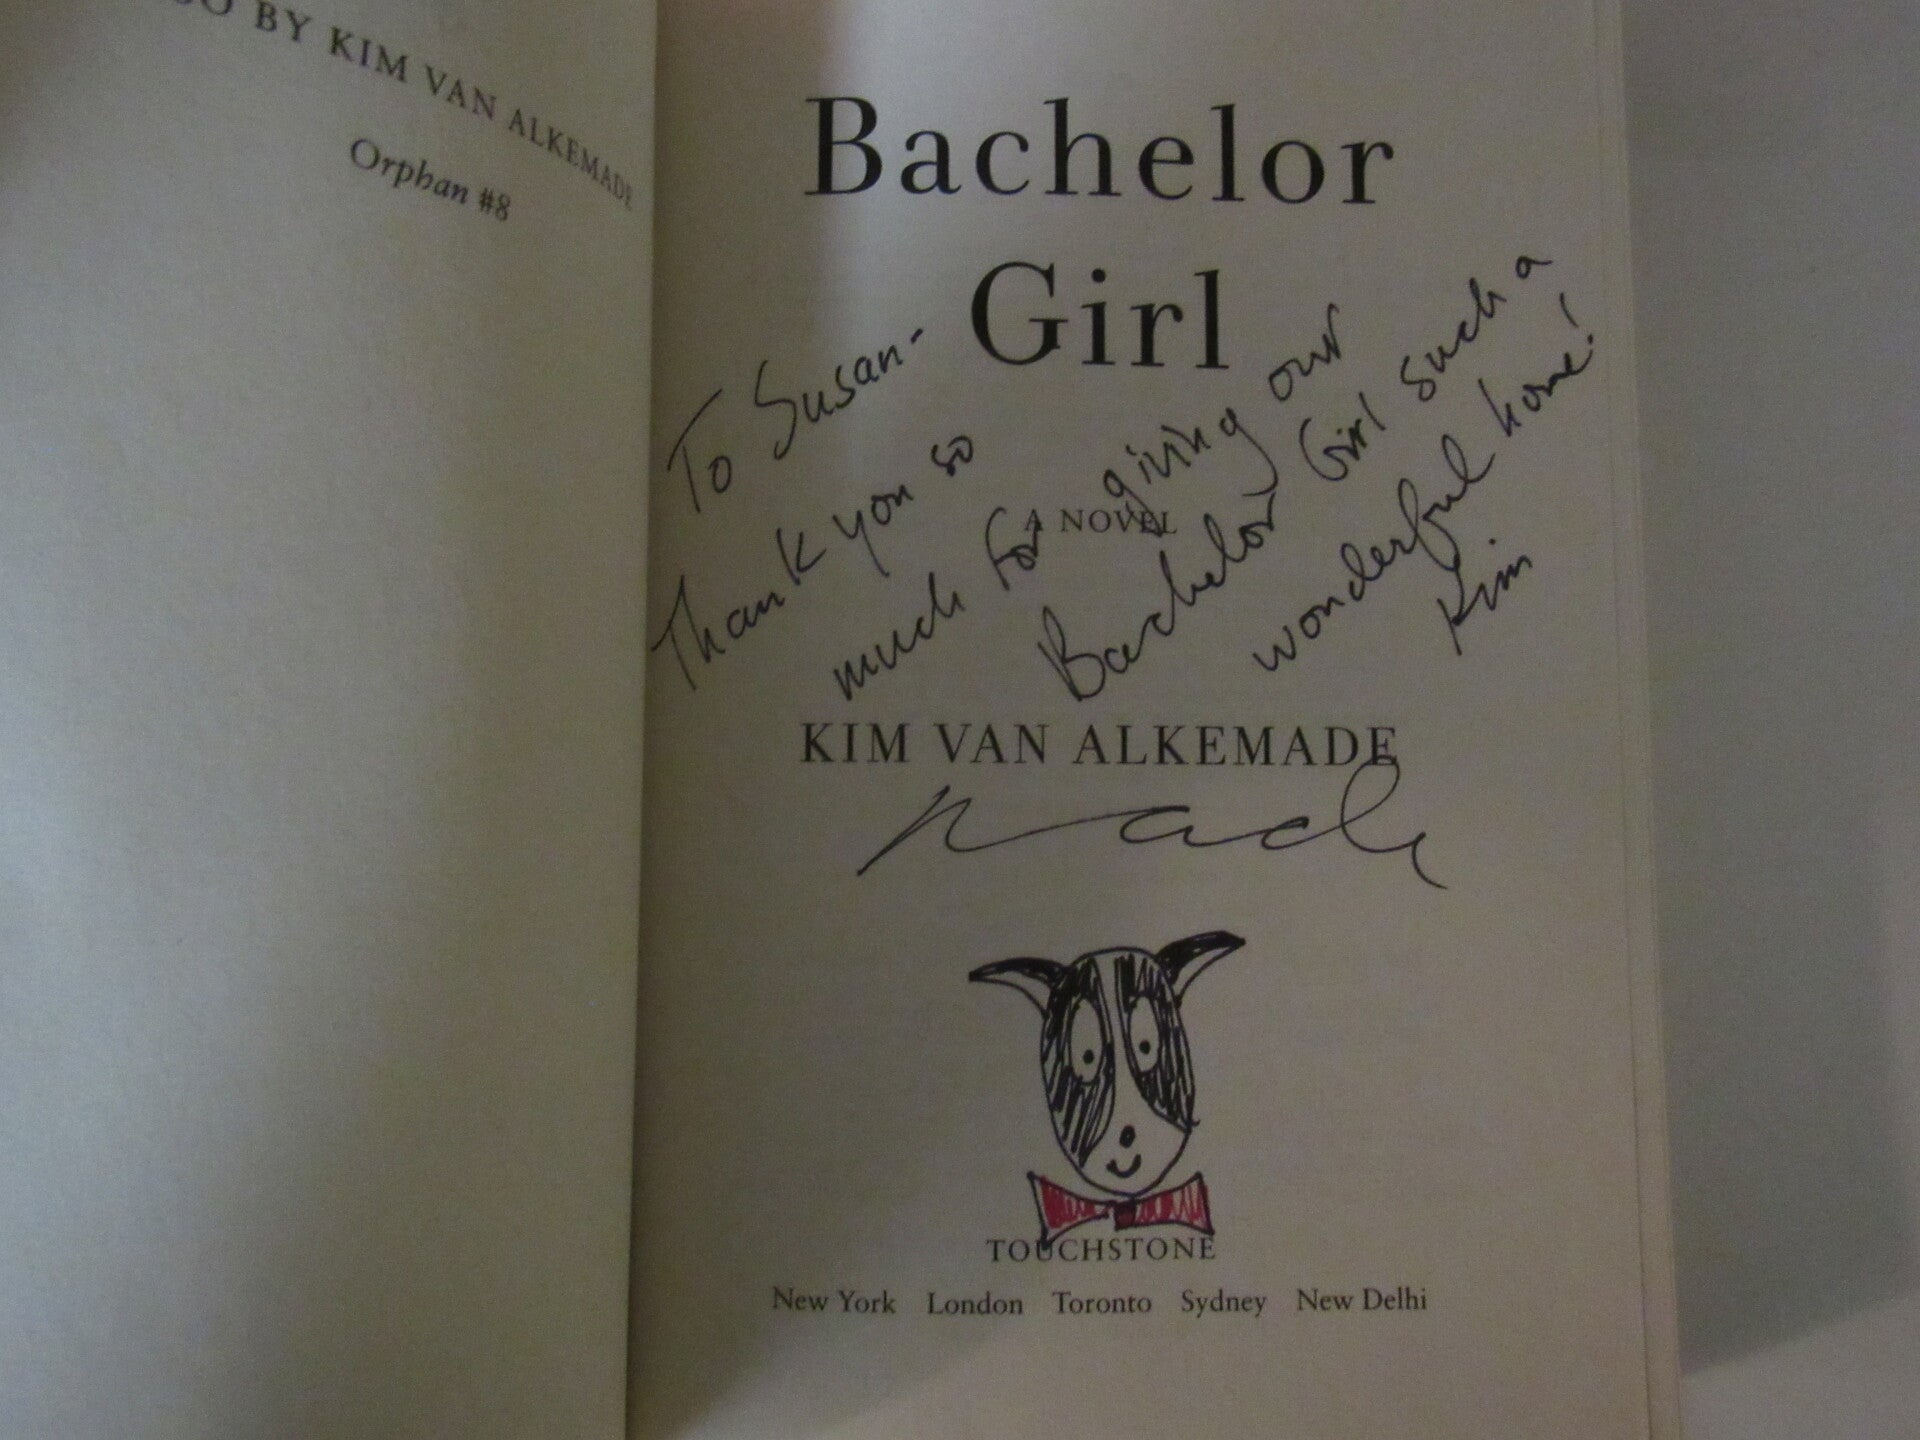 SO BY KIM VAN ALKEMADE
Orphan #8
Bachelor
Girl
To Susan-
Thank you so
much for giving our
Bachelor Girl such a
wonderful home!
Kim
A NOVEL
KIM VAN ALKEMADE
TOUCHSTONE
New York London Toronto Sydney New Delhi